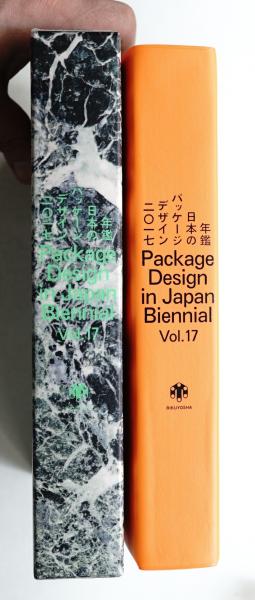 年鑑
日本の
パッケージ
デザイン
二〇一七
Package
Design
in Japan
Biennial
Vol.17
年鑑
日本の
パッケージ
デザイン
二〇一七
Package
Design
in Japan
Biennial
Vol.17
RIKUYOSHA